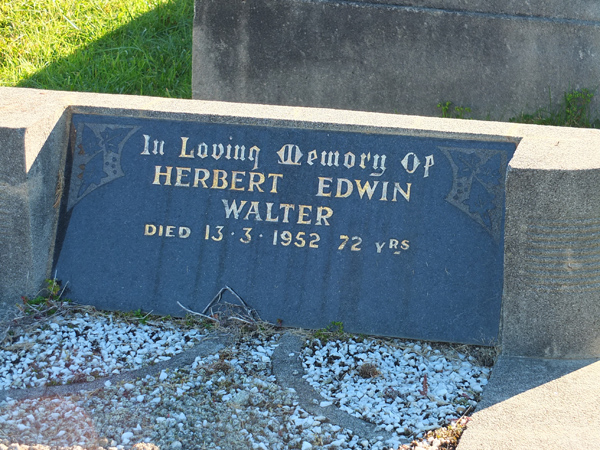 In Loving Memory Of
HERBERT EDWIN
WALTER
DIED 13·3·1952 72 YRS